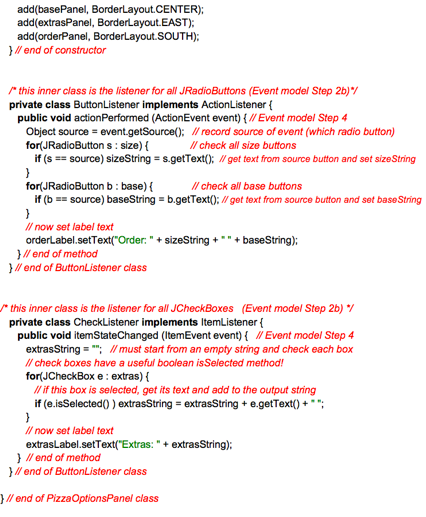 add(basePanel, BorderLayout.CENTER);
add(extrasPanel, BorderLayout.EAST);
add(orderPanel, BorderLayout.SOUTH);
} // end of constructor
/* this inner class is the listener for all JRadioButtons (Event model Step 2b)*/
private class ButtonListener implements ActionListener {
public void actionPerformed (ActionEvent event) { // Event model Step 4
Object source = event.getSource(); // record source of event (which radio button)
for(JRadioButton s : size) { // check all size buttons
if (s == source) sizeString = s.getText(); // get text from source button and set sizeString
}
for(JRadioButton b : base) { // check all base buttons
if (b == source) baseString = b.getText(); // get text from source button and set baseString
}
// now set label text
orderLabel.setText("Order: " + sizeString + " " + baseString);
} // end of method
} // end of ButtonListener class
/* this inner class is the listener for all JCheckBoxes (Event model Step 2b) */
private class CheckListener implements ItemListener {
public void itemStateChanged (ItemEvent event) { // Event model Step 4
extrasString = ""; // must start from an empty string and check each box
// check boxes have a useful boolean isSelected method!
for(JCheckBox e : extras) {
// if this box is selected, get its text and add to the output string
if (e.isSelected() ) extrasString = extrasString + e.getText() + " ";
}
// now set label text
extrasLabel.setText("Extras: " + extrasString);
} // end of method
} // end of ButtonListener class
} // end of PizzaOptionsPanel class